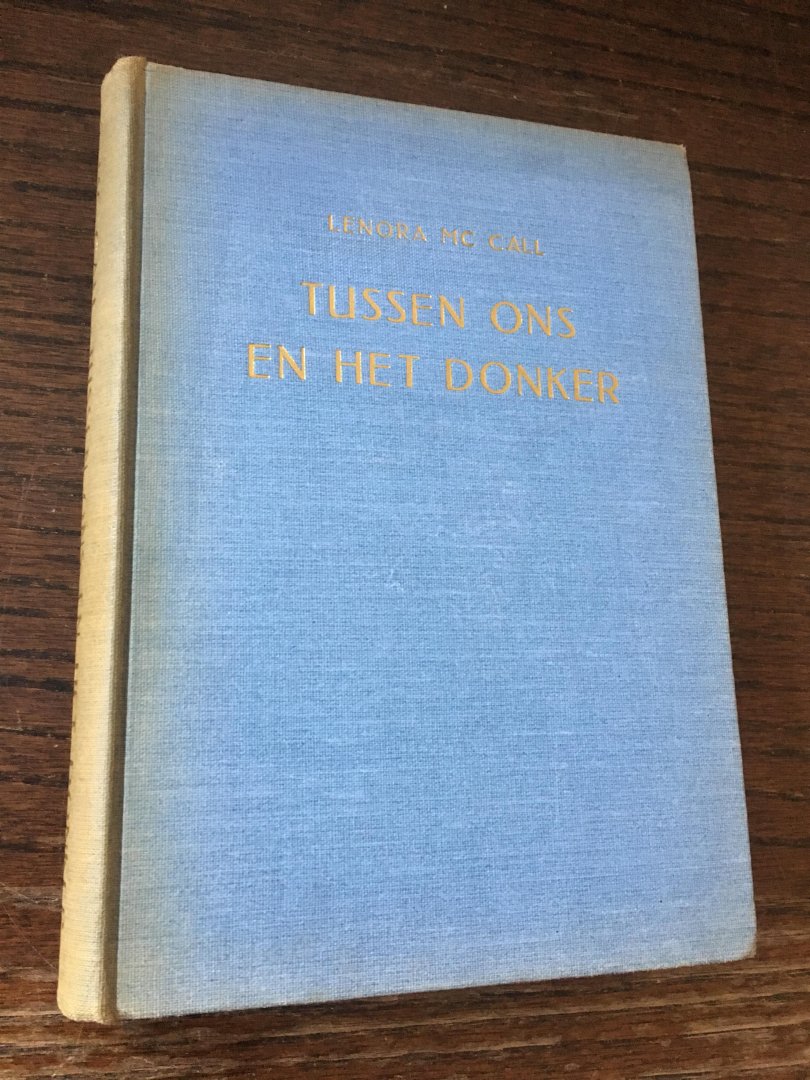 LENORA MC CALL
TUSSEN ONS
EN HET DONKER